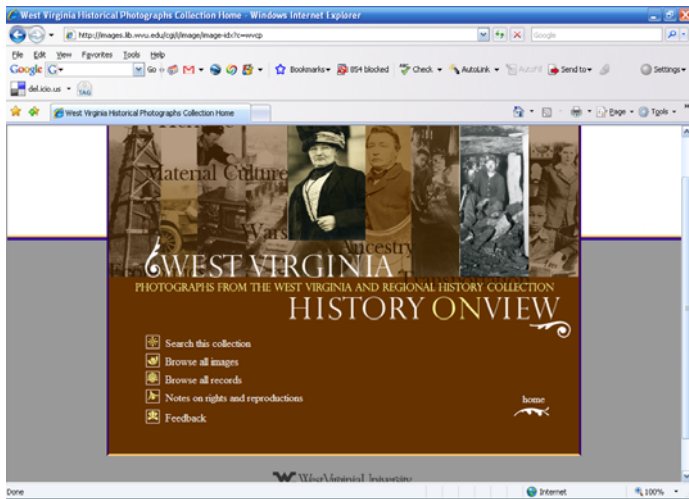 West Virginia Historical Photographs Collection Home - Windows Internet Explorer
http://images.lib.wvu.edu/cgi/i/image/image-idx?c=wvcp
Google
File Edit View Favorites Tools Help
Google G Go Bookmarks 854 blocked Check AutoLink AutoFill Send to Settings
del.icio.us TAG
West Virginia Historical Photographs Collection Home Page Tools
Material Culture
Wars
Ancestry
WEST VIRGINIA
PHOTOGRAPHS FROM THE WEST VIRGINIA AND REGIONAL HISTORY COLLECTION
HISTORY ONVIEW
Search this collection
Browse all images
Browse all records
Notes on rights and reproductions
home
Feedback
West Virginia University
Done Internet 100%